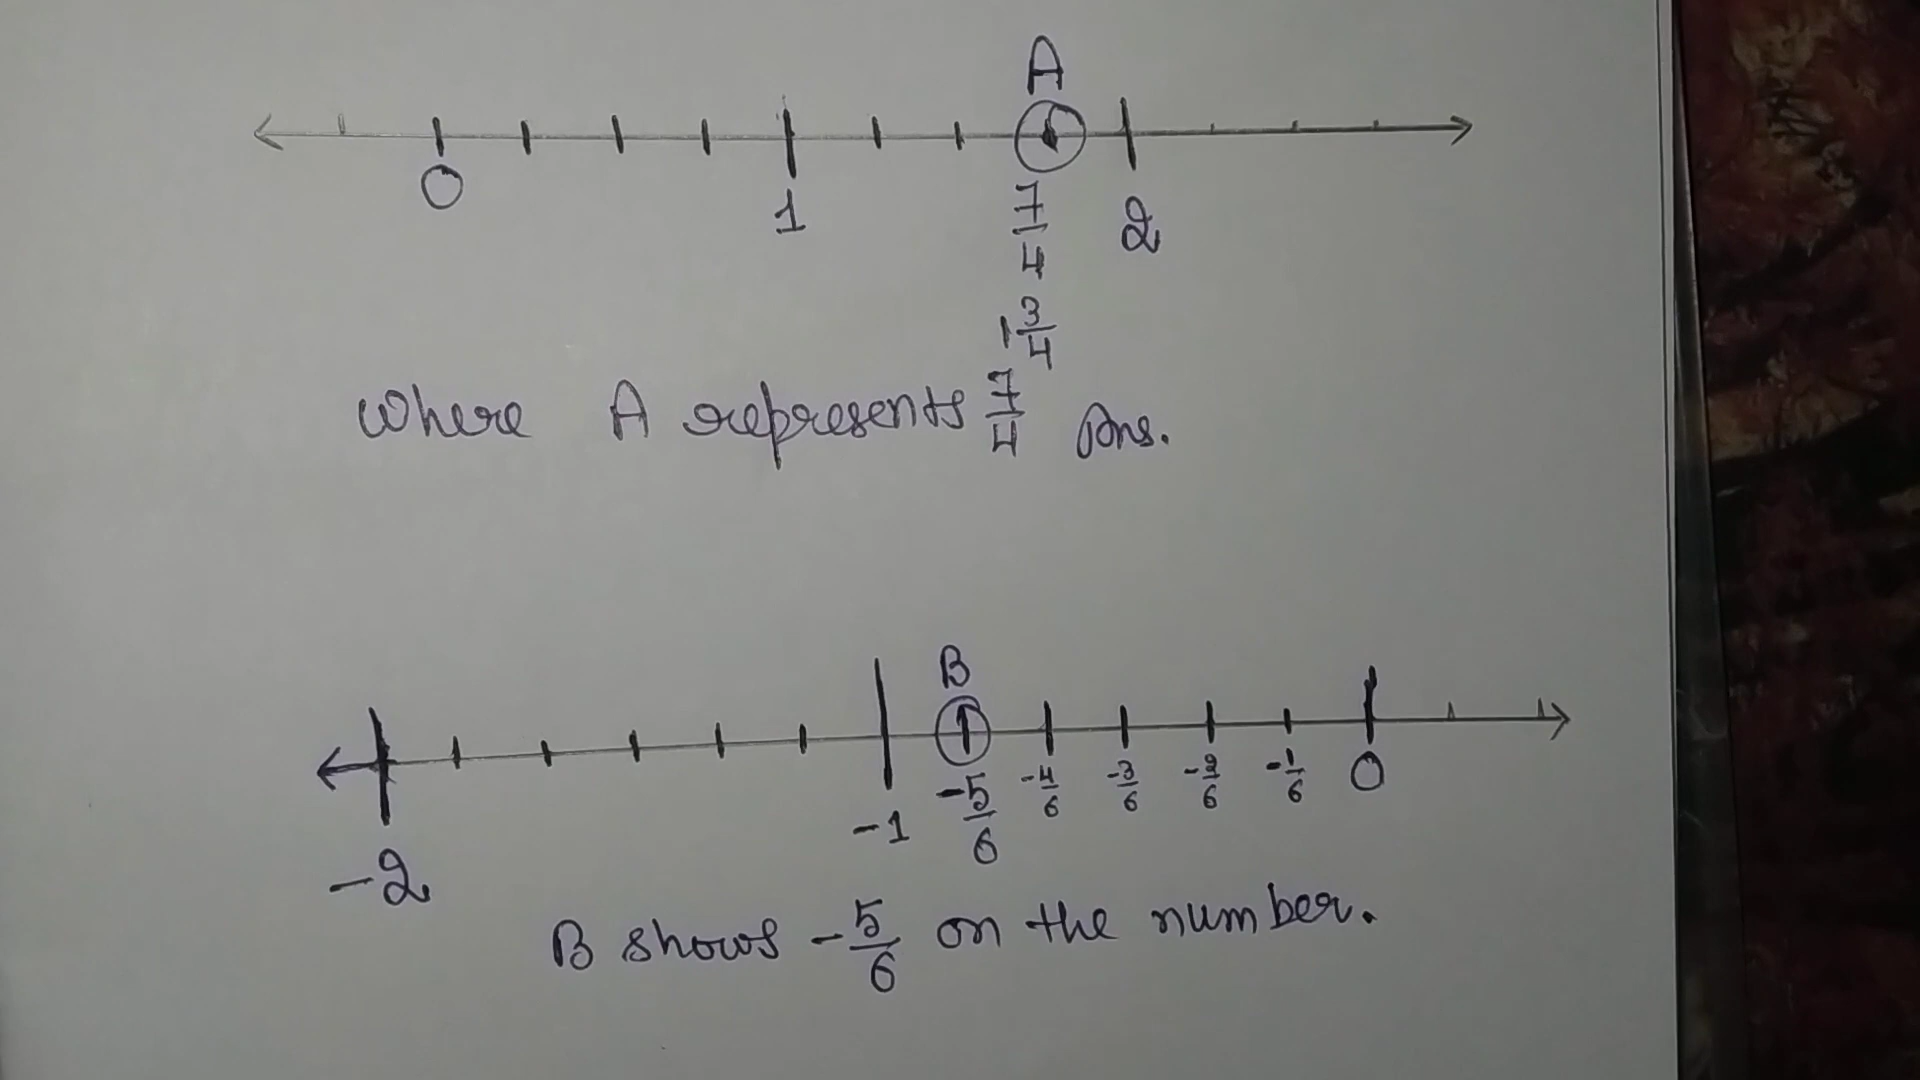 A
0 1 7/4 2
1 3/4
where A represents 7/4 Ans.
B
-2 -1 -5/6 -4/6 -3/6 -2/6 -1/6 0
B shows -5/6 on the number.